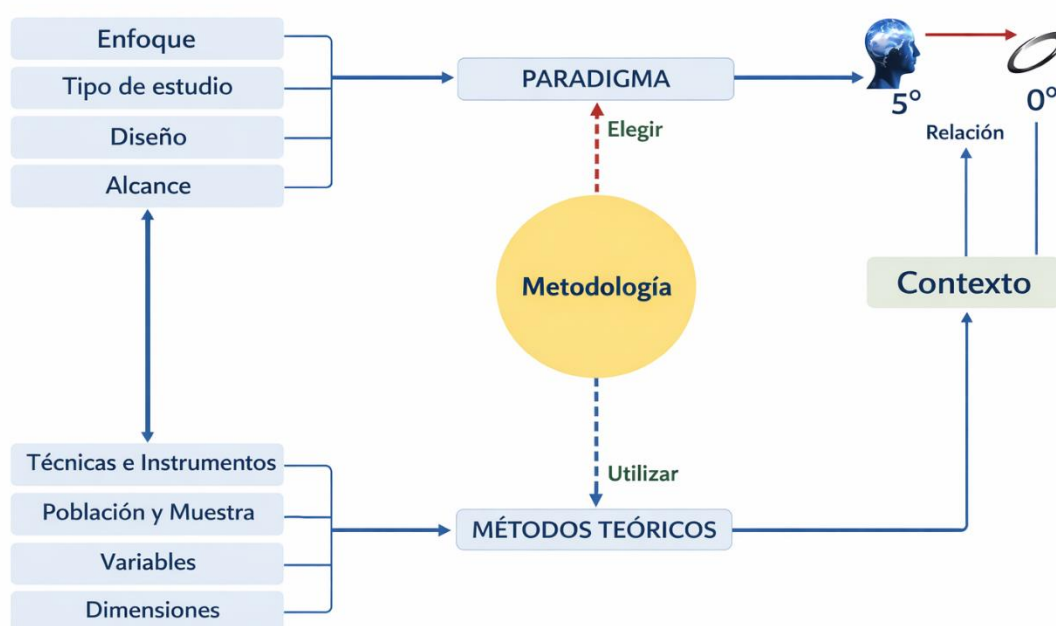 Enfoque
Tipo de estudio
Diseño
Alcance
PARADIGMA
Elegir
5°
0°
Relación
Metodología
Contexto
Utilizar
Técnicas e Instrumentos
Población y Muestra
Variables
Dimensiones
MÉTODOS TEÓRICOS